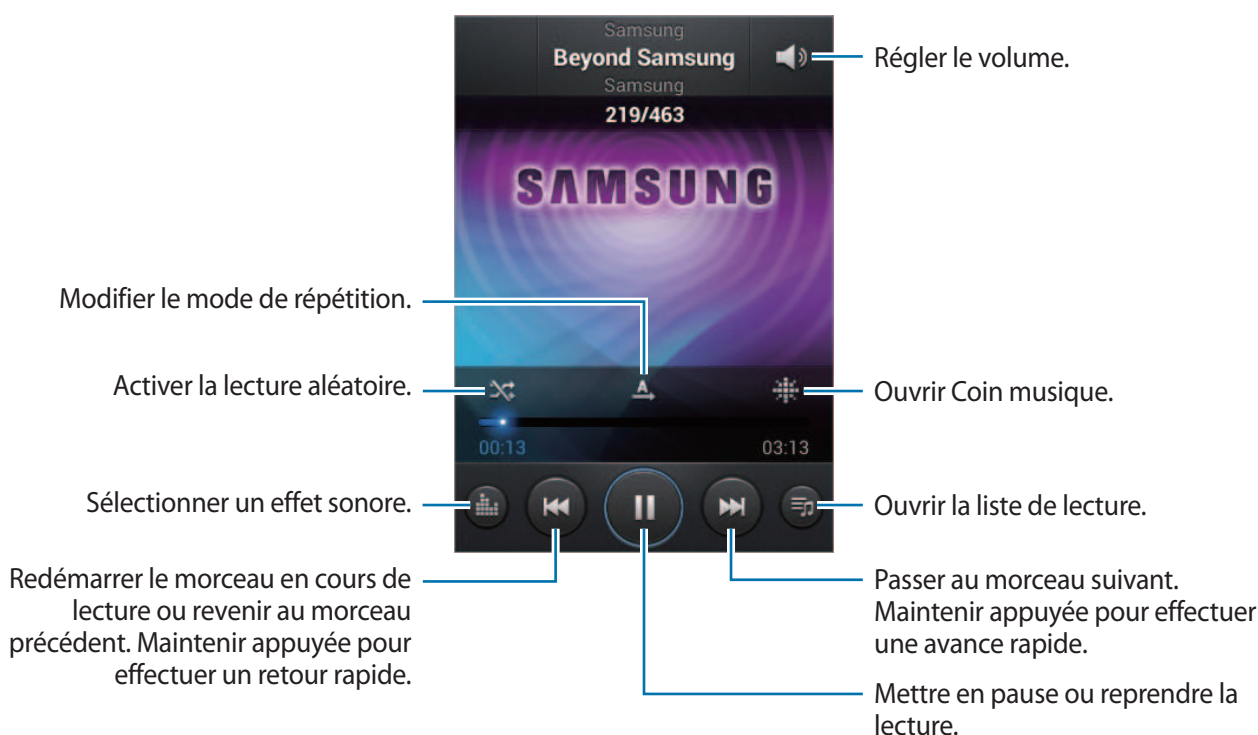 Samsung
Beyond Samsung
Samsung
219/463
Régler le volume.
SAMSUNG
Modifier le mode de répétition.
A
Activer la lecture aléatoire.
Ouvrir Coin musique.
00:13
03:13
Sélectionner un effet sonore.
Ouvrir la liste de lecture.
Redémarrer le morceau en cours de
lecture ou revenir au morceau
précédent. Maintenir appuyée pour
effectuer un retour rapide.
Passer au morceau suivant.
Maintenir appuyée pour effectuer
une avance rapide.
Mettre en pause ou reprendre la
lecture.